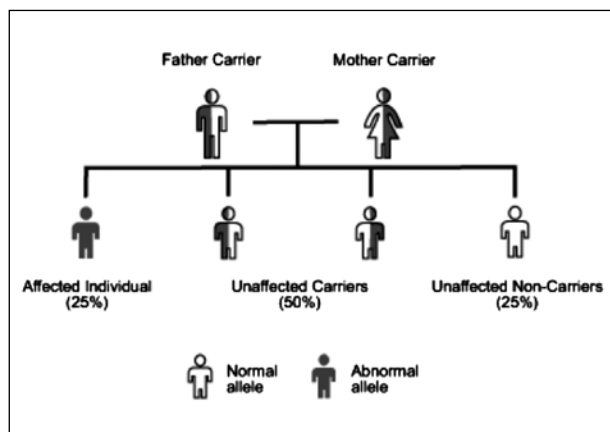 Father Carrier
Mother Carrier
Affected Individual
(25%)
Unaffected Carriers
(50%)
Unaffected Non-Carriers
(25%)
Normal
allele
Abnormal
allele